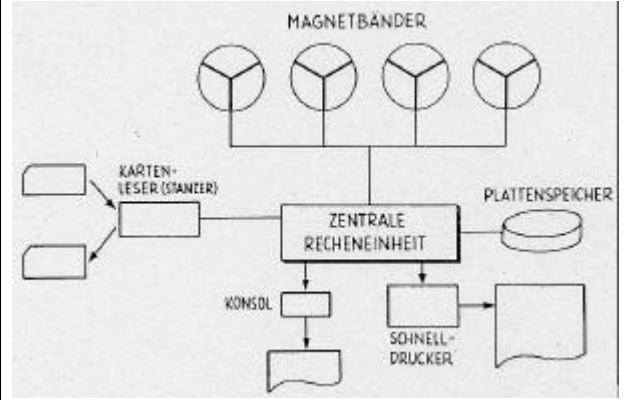 MAGNETBÄNDER
KARTEN-
LESER (STANZER)
PLATTENSPEICHER
ZENTRALE
RECHENEINHEIT
KONSOL
SCHNELL-
DRUCKER